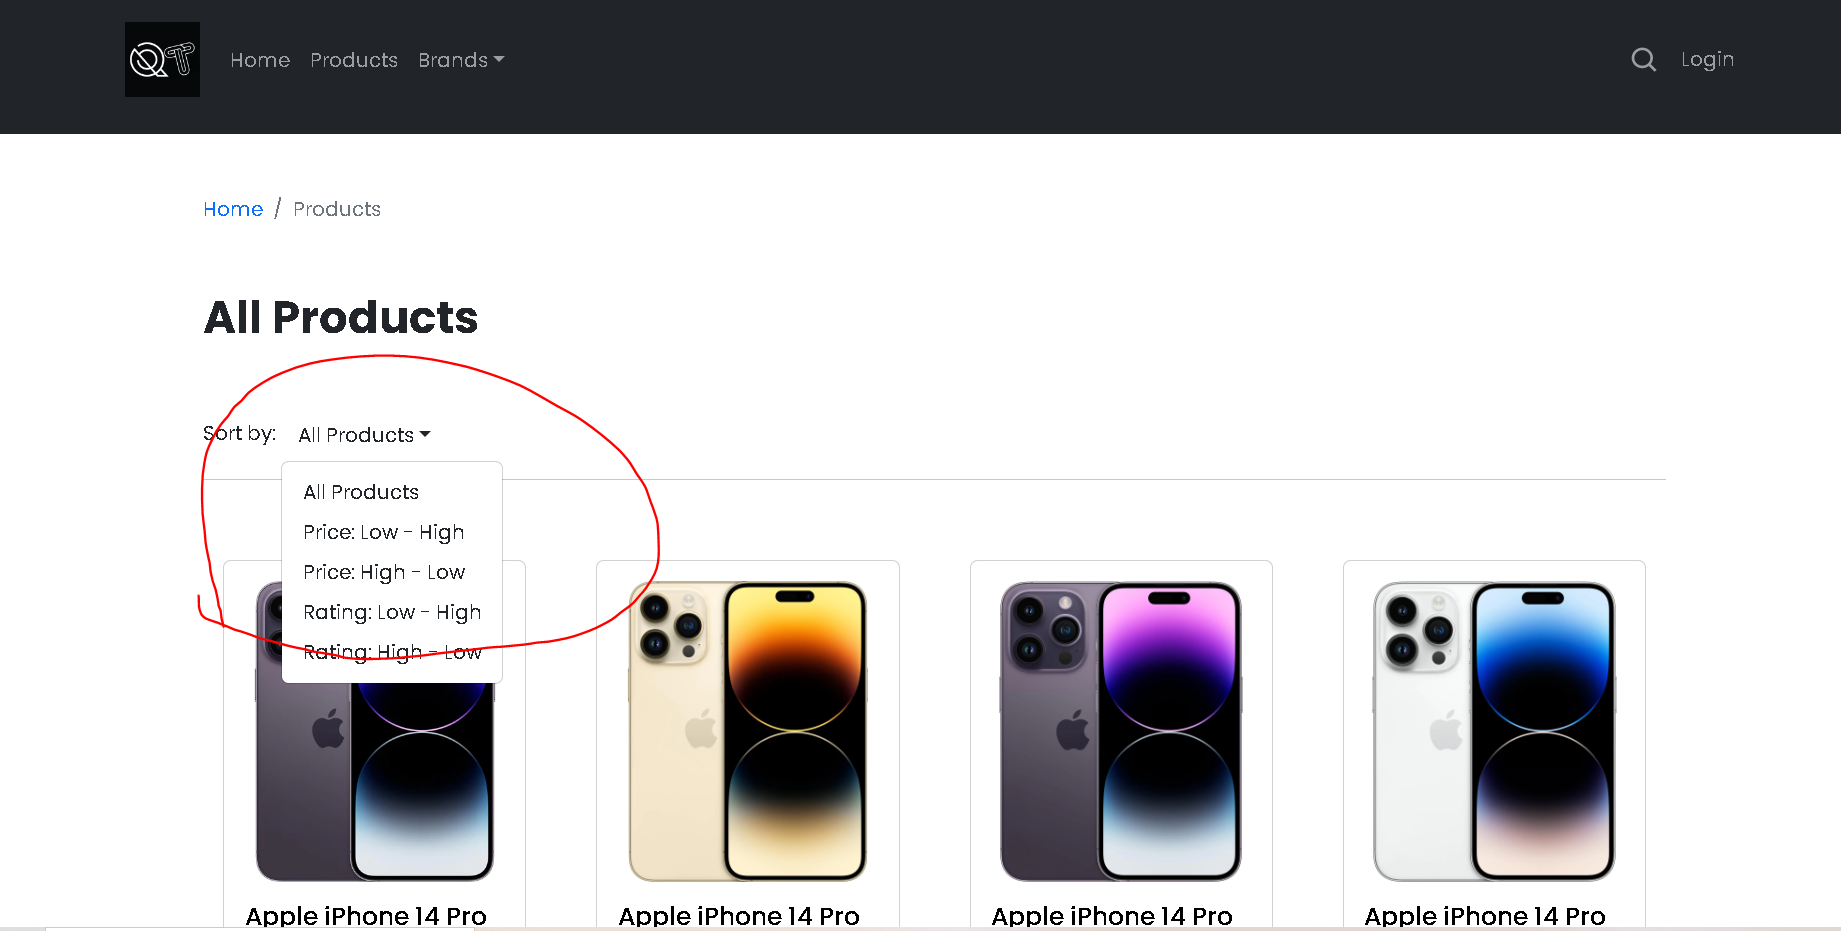 QT
Home Products Brands
Login
Home / Products
All Products
Sort by: All Products
All Products
Price: Low - High
Price: High - Low
Rating: Low - High
Rating: High - Low
Apple iPhone 14 Pro
Apple iPhone 14 Pro
Apple iPhone 14 Pro
Apple iPhone 14 Pro